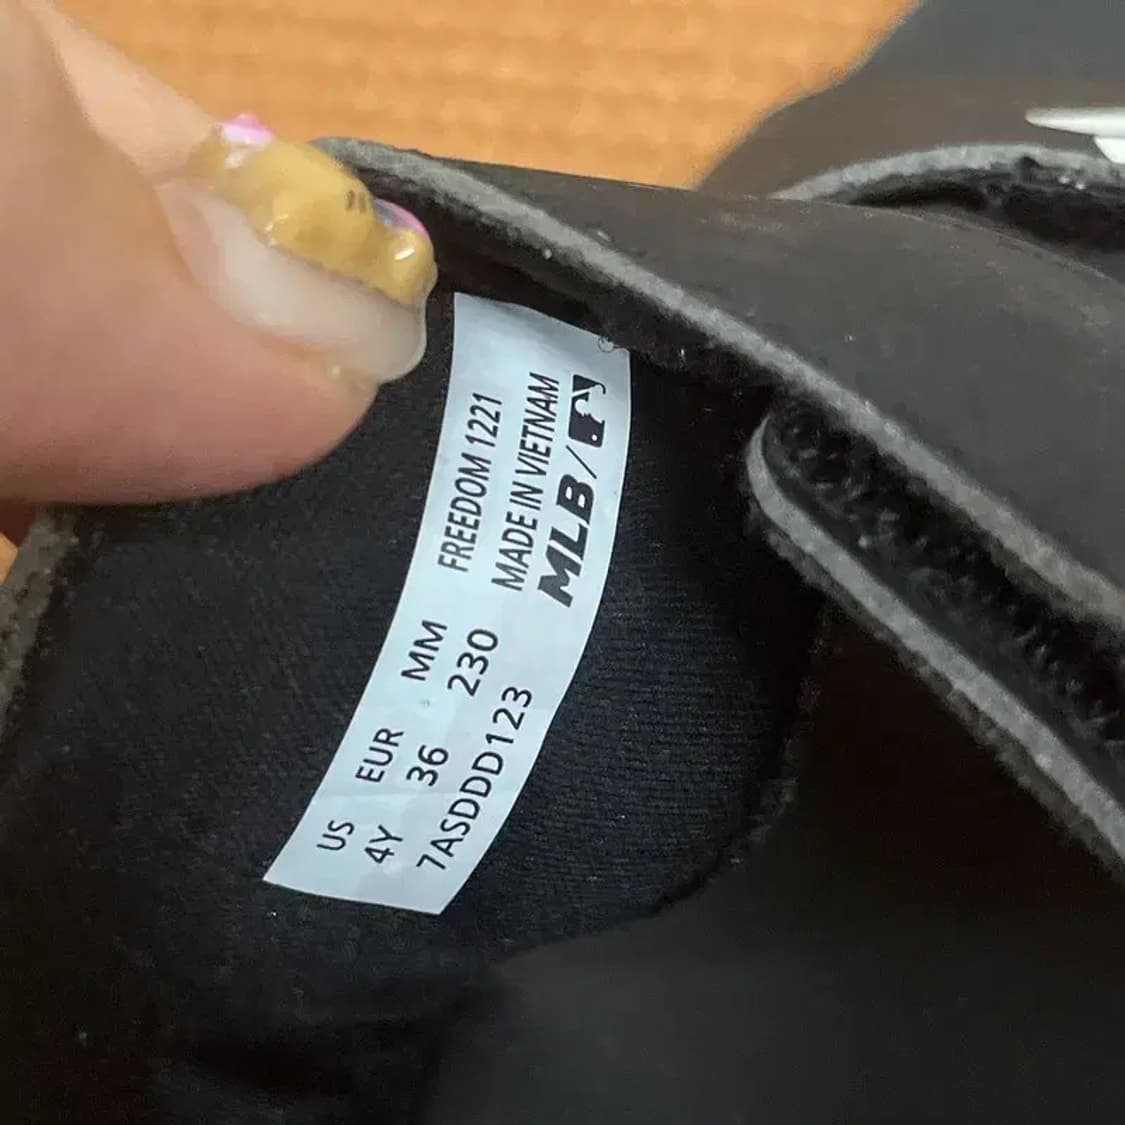 US EUR MM
4Y 36 230
7ASDDD123
FREEDOM 1221
MADE IN VIETNAM
MLB/